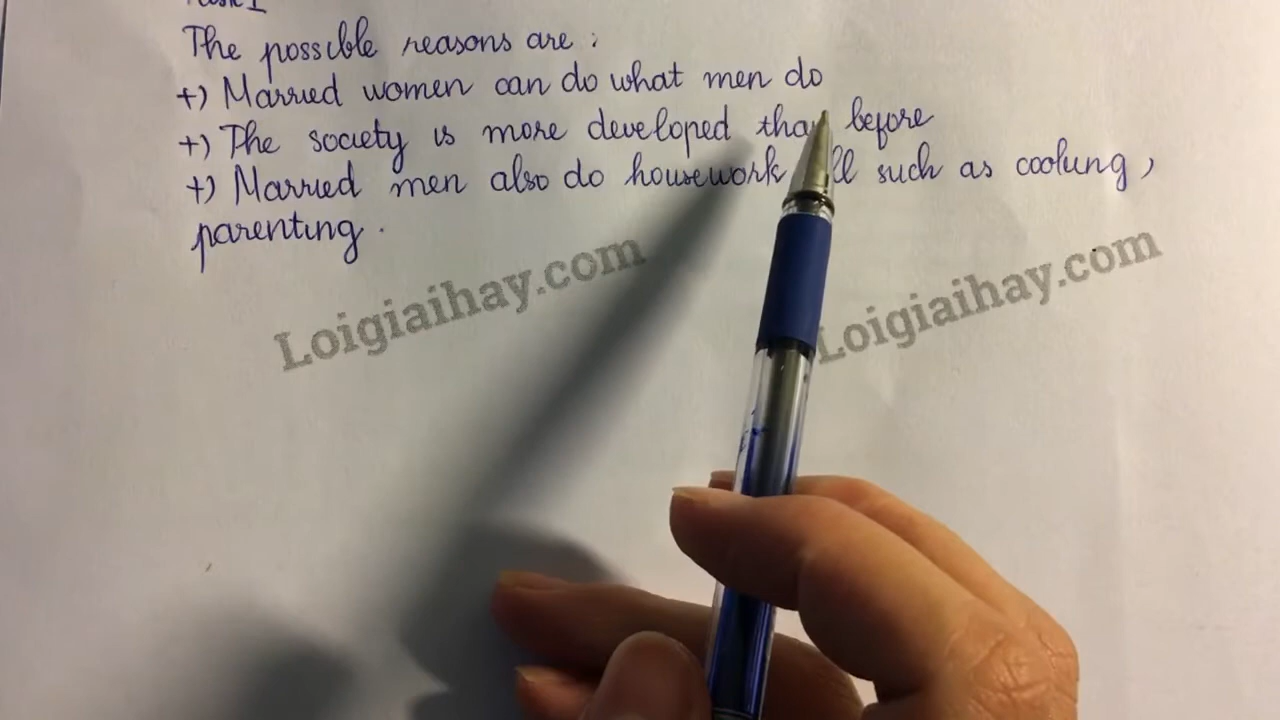 The possible reasons are :
+) Married women can do what men do
+) The society is more developed than before
+) Married men also do housework such as cooking ,
parenting .
Loigiaihay.com
Loigiaihay.com